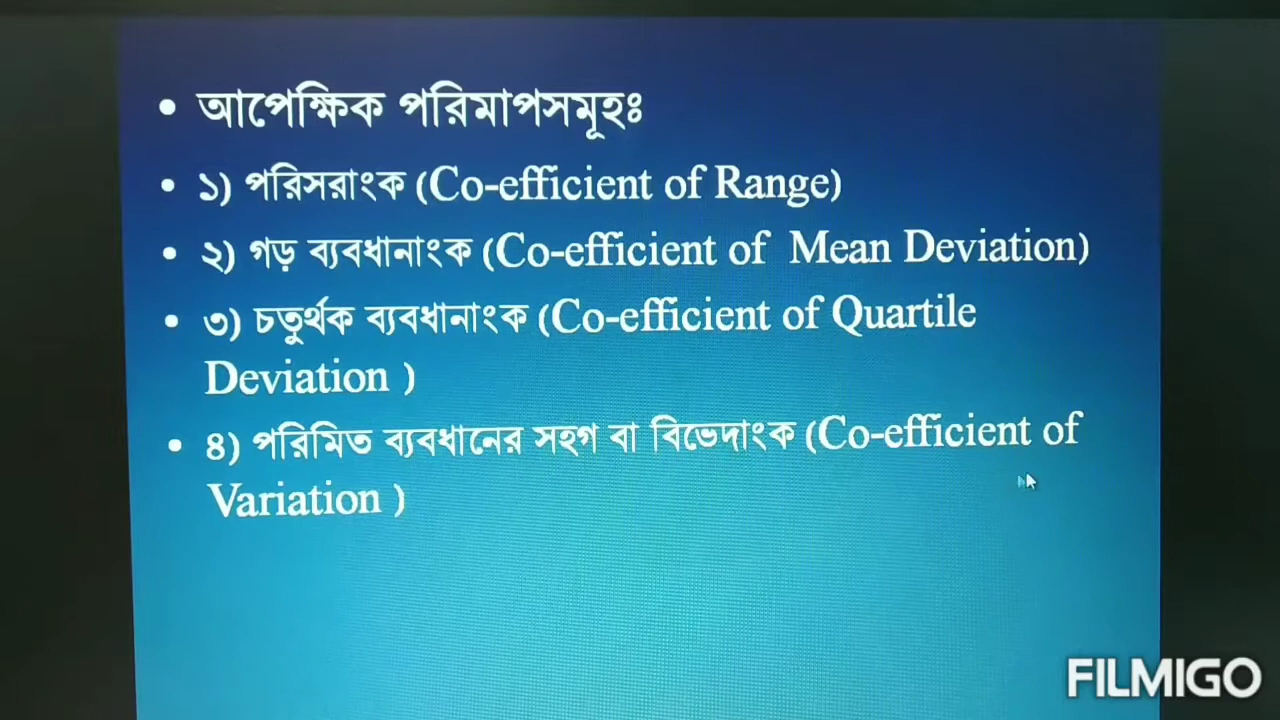 • আপেক্ষিক পরিমাপসমূহঃ
• ১) পরিসরাংক (Co-efficient of Range)
• ২) গড় ব্যবধানাংক (Co-efficient of Mean Deviation)
• ৩) চতুর্থক ব্যবধানাংক (Co-efficient of Quartile
Deviation )
• ৪) পরিমিত ব্যবধানের সহগ বা বিভেদাংক (Co-efficient of
Variation )
FILMIGO